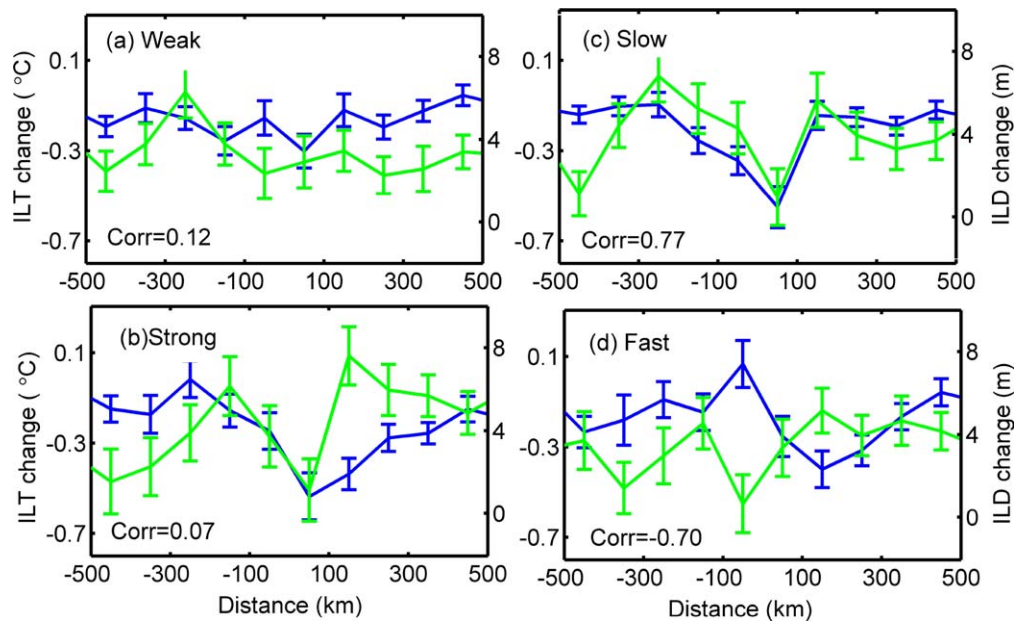 (a) Weak
ILT change ( °C)
0.1
-0.3
-0.7
8
4
0
Corr=0.12
-500 -300 -100 100 300 500
(c) Slow
0.1
-0.3
-0.7
8
4
0
ILD change (m)
Corr=0.77
-500 -300 -100 100 300 500
(b)Strong
ILT change ( °C)
0.1
-0.3
-0.7
8
4
0
Corr=0.07
-500 -300 -100 100 300 500
Distance (km)
(d) Fast
0.1
-0.3
-0.7
8
4
0
ILD change (m)
Corr=-0.70
-500 -300 -100 100 300 500
Distance (km)